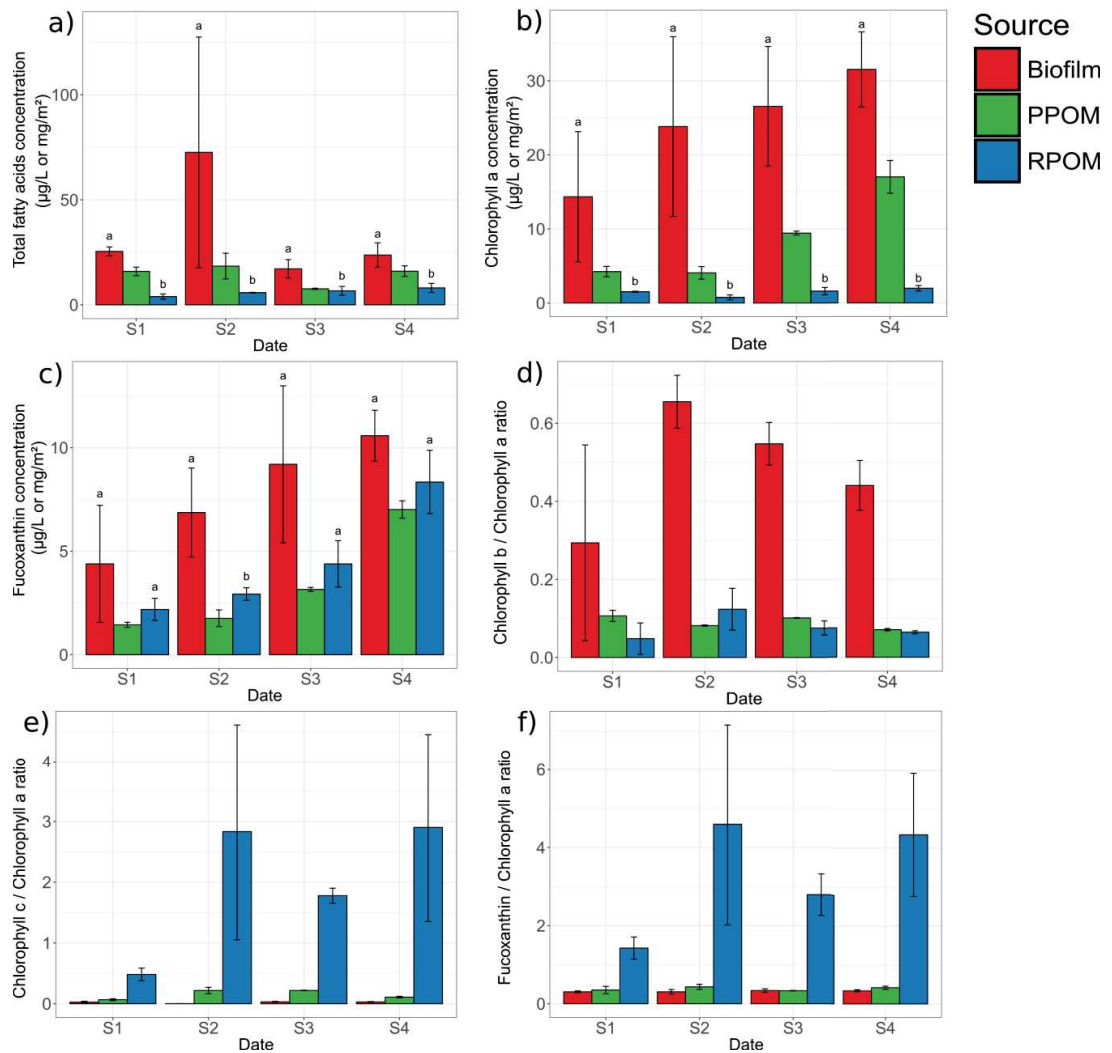 a)
Total fatty acids concentration
(µg/L or mg/m²)
100
50
0
a
a
a
a
b
b
b
b
S1 S2 S3 S4
Date
b)
Chlorophyll a concentration
(µg/L or mg/m²)
30
20
10
0
a
a
a
a
b
b
b
b
S1 S2 S3 S4
Date
Source
Biofilm
PPOM
RPOM
c)
Fucoxanthin concentration
(µg/L or mg/m²)
10
5
0
a
a
a
b
a
a
a
a
S1 S2 S3 S4
Date
d)
Chlorophyll b / Chlorophyll a ratio
0.6
0.4
0.2
0.0
S1 S2 S3 S4
Date
e)
Chlorophyll c / Chlorophyll a ratio
4
3
2
1
0
S1 S2 S3 S4
Date
f)
Fucoxanthin / Chlorophyll a ratio
6
4
2
0
S1 S2 S3 S4
Date